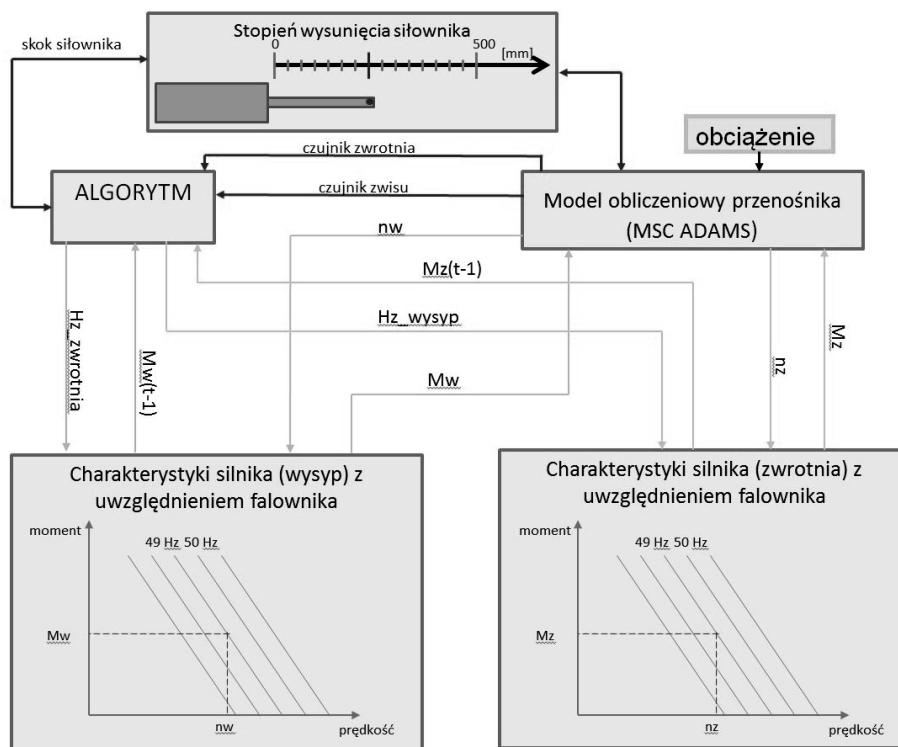 Stopień wysunięcia siłownika
0
500
[mm]
skok siłownika
czujnik zwrotnia
obciążenie
ALGORYTM
czujnik zwisu
Model obliczeniowy przenośnika
(MSC ADAMS)
nw
Mz(t-1)
Hz_wysyp
Hz_zwrotnia
Mw(t-1)
Mw
nz
Mz
Charakterystyki silnika (wysyp) z
uwzględnieniem falownika
moment
49 Hz 50 Hz
Mw
nw
prędkość
Charakterystyki silnika (zwrotnia) z
uwzględnieniem falownika
moment
49 Hz 50 Hz
Mz
nz
prędkość